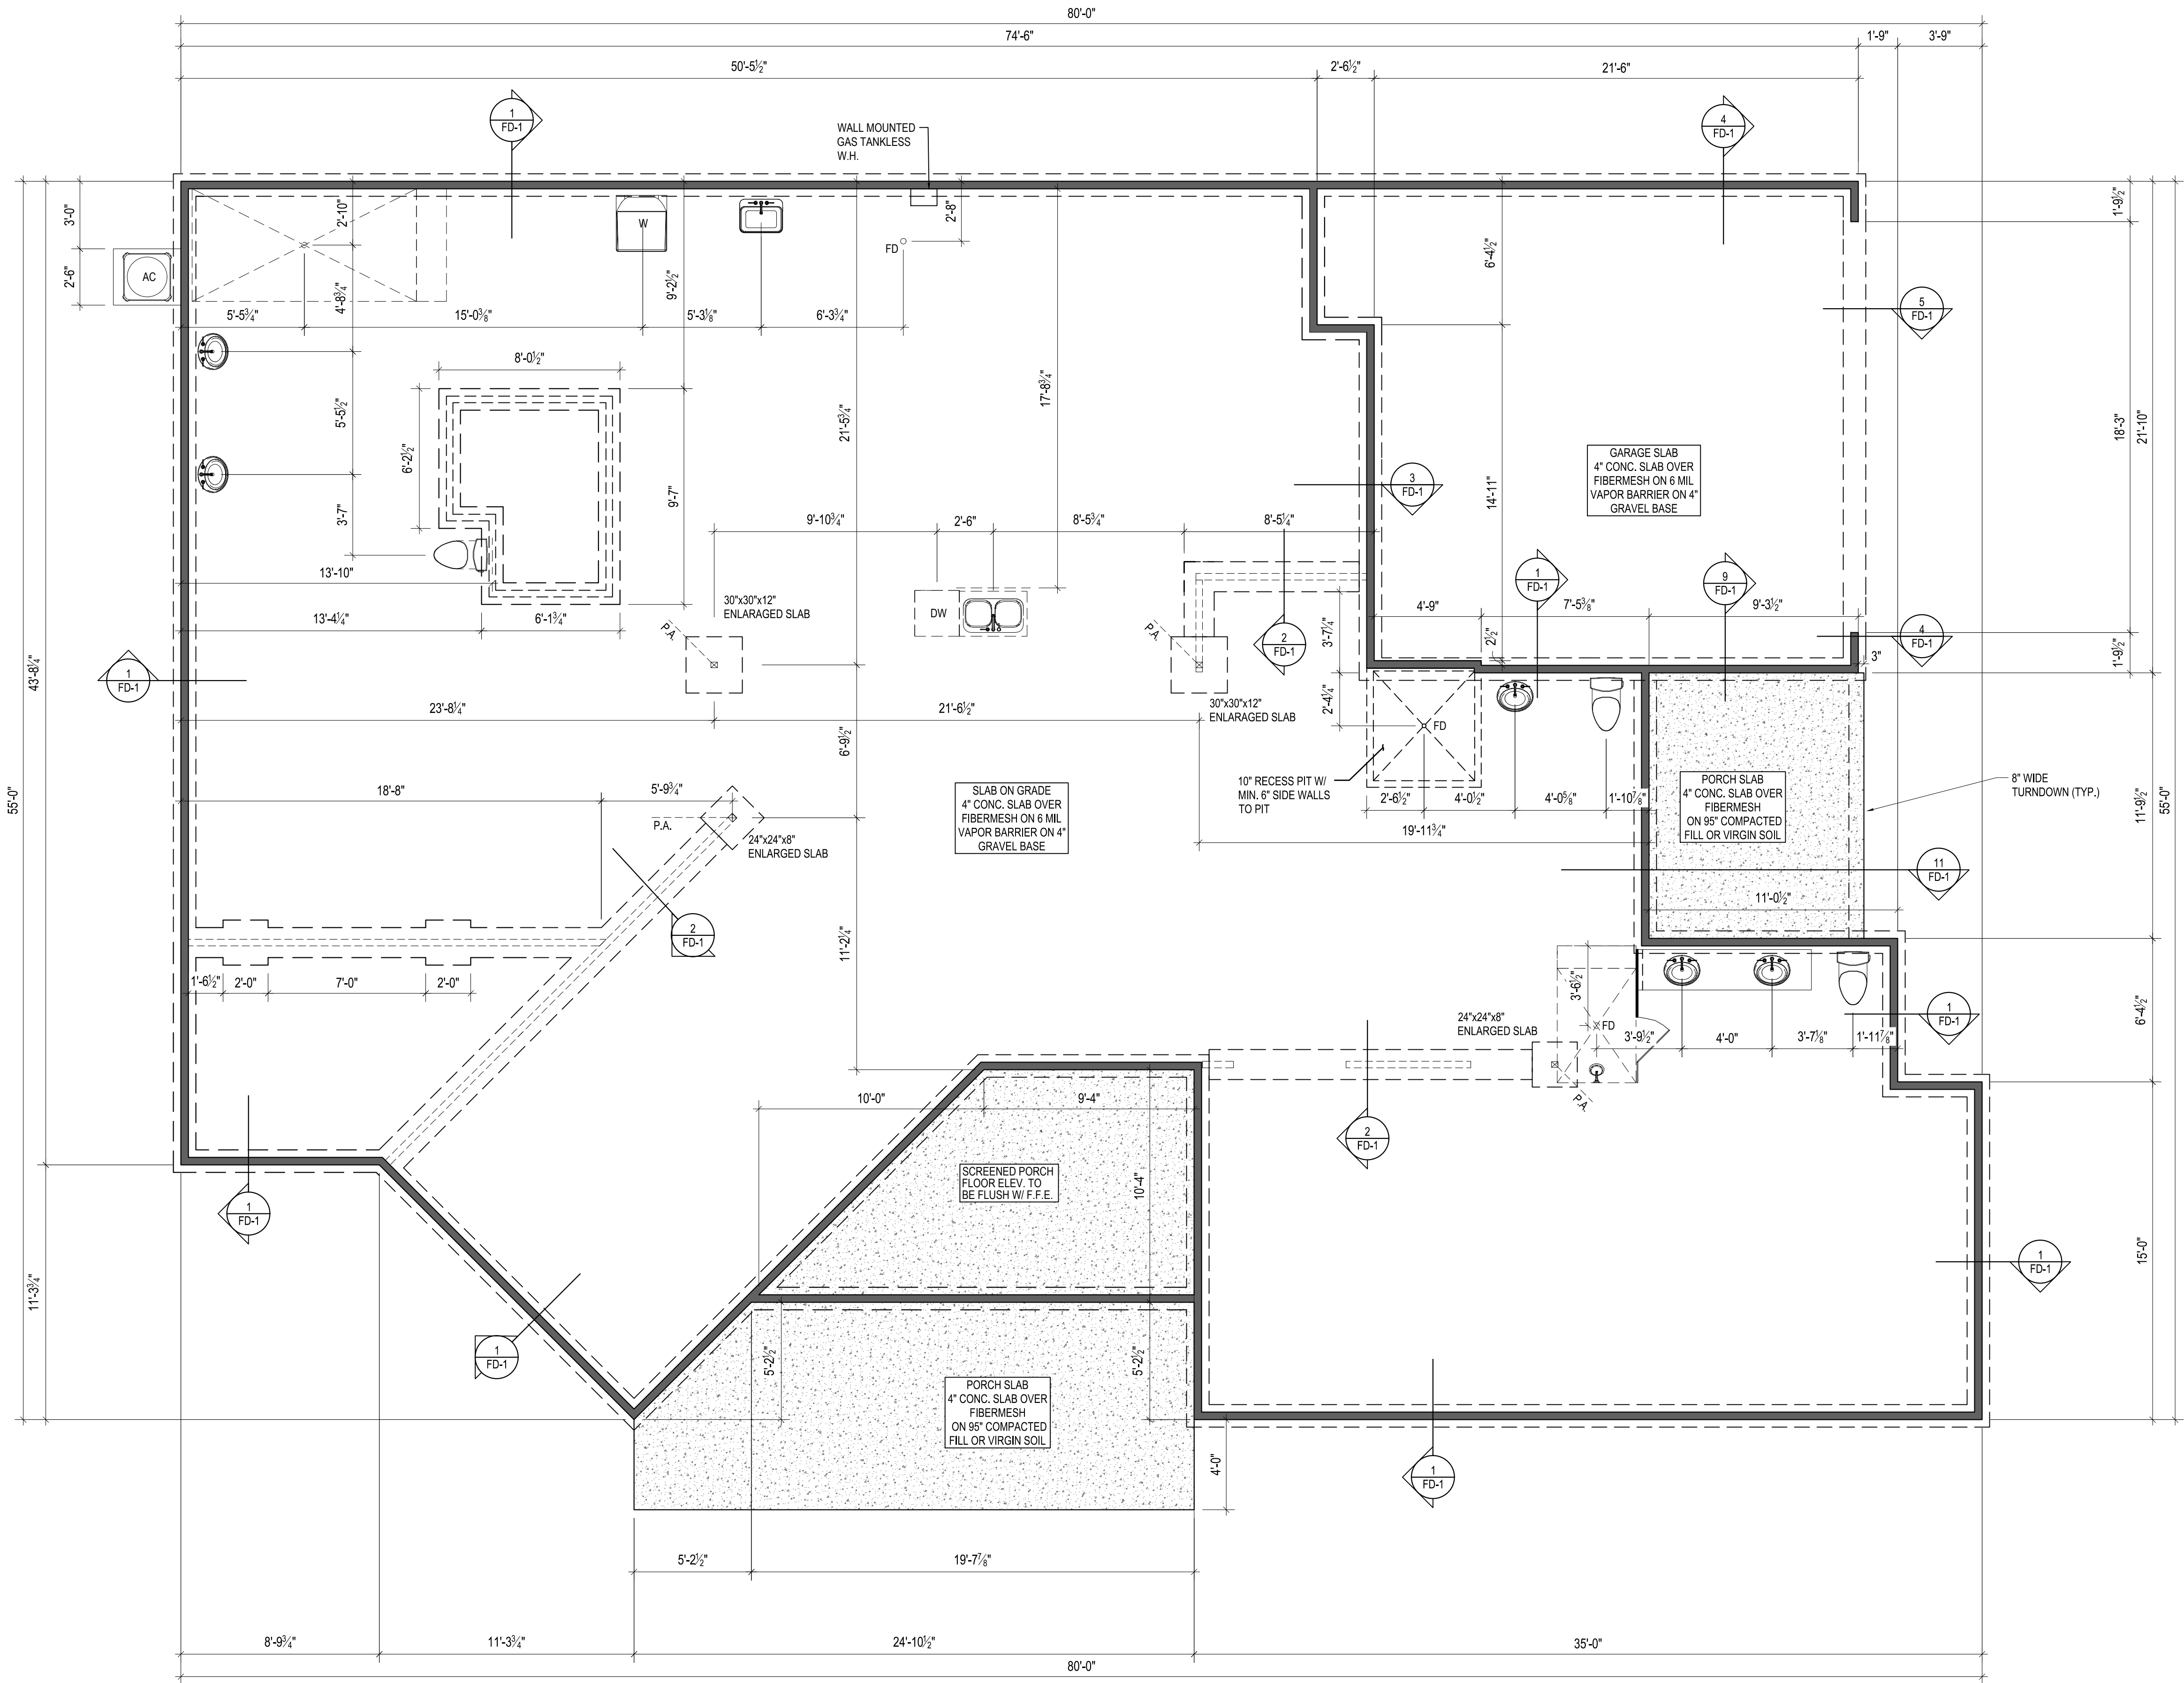 80'-0"
74'-6"
1'-9"
3'-9"
50'-5½"
2'-6½"
21'-6"
1
FD-1
4
FD-1
WALL MOUNTED
GAS TANKLESS
W.H.
3'-0"
2'-6"
AC
2'-10"
4'-8¾"
W
9'-2½"
2'-8"
FD
6'-4½"
1'-9½"
5'-5¾"
15'-0⅜"
5'-3⅛"
6'-3¾"
5
FD-1
8'-0½"
17'-8¾"
5'-5½"
6'-2½"
21'-5¾"
18'-3"
21'-10"
GARAGE SLAB
4" CONC. SLAB OVER
FIBERMESH ON 6 MIL
VAPOR BARRIER ON 4"
GRAVEL BASE
3
FD-1
14'-11"
3'-7"
9'-7"
9'-10¾"
2'-6"
8'-5¾"
8'-5¼"
13'-10"
1
FD-1
9
FD-1
30"x30"x12"
ENLARAGED SLAB
DW
4'-9"
7'-5⅜"
9'-3½"
13'-4¼"
6'-1¾"
P.A.
P.A.
2
FD-1
3'-7¼"
2½"
4
FD-1
3"
1'-9½"
43'-8¼"
1
FD-1
23'-8¼"
21'-6½"
30"x30"x12"
ENLARAGED SLAB
2'-4¼"
FD
6'-9½"
10" RECESS PIT W/
MIN. 6" SIDE WALLS
TO PIT
PORCH SLAB
4" CONC. SLAB OVER
FIBERMESH
ON 95" COMPACTED
FILL OR VIRGIN SOIL
8" WIDE
TURNDOWN (TYP.)
18'-8"
5'-9¾"
SLAB ON GRADE
4" CONC. SLAB OVER
FIBERMESH ON 6 MIL
VAPOR BARRIER ON 4"
GRAVEL BASE
2'-6½"
4'-0½"
4'-0⅝"
1'-10⅞"
55'-0"
11'-9½"
55'-0"
P.A.
24"x24"x8"
ENLARGED SLAB
19'-11¾"
11
FD-1
11'-0½"
2
FD-1
11'-2¼"
1'-6½"
2'-0"
7'-0"
2'-0"
3'-6½"
24"x24"x8"
ENLARGED SLAB
FD
3'-9½"
4'-0"
3'-7⅛"
1'-11⅞"
1
FD-1
6'-4½"
10'-0"
9'-4"
P.A.
2
FD-1
SCREENED PORCH
FLOOR ELEV. TO
BE FLUSH W/ F.F.E.
10'-4"
1
FD-1
11'-3¾"
1
FD-1
15'-0"
1
FD-1
5'-2½"
5'-2½"
PORCH SLAB
4" CONC. SLAB OVER
FIBERMESH
ON 95" COMPACTED
FILL OR VIRGIN SOIL
4'-0"
1
FD-1
5'-2½"
19'-7⅞"
8'-9¾"
11'-3¾"
24'-10½"
35'-0"
80'-0"